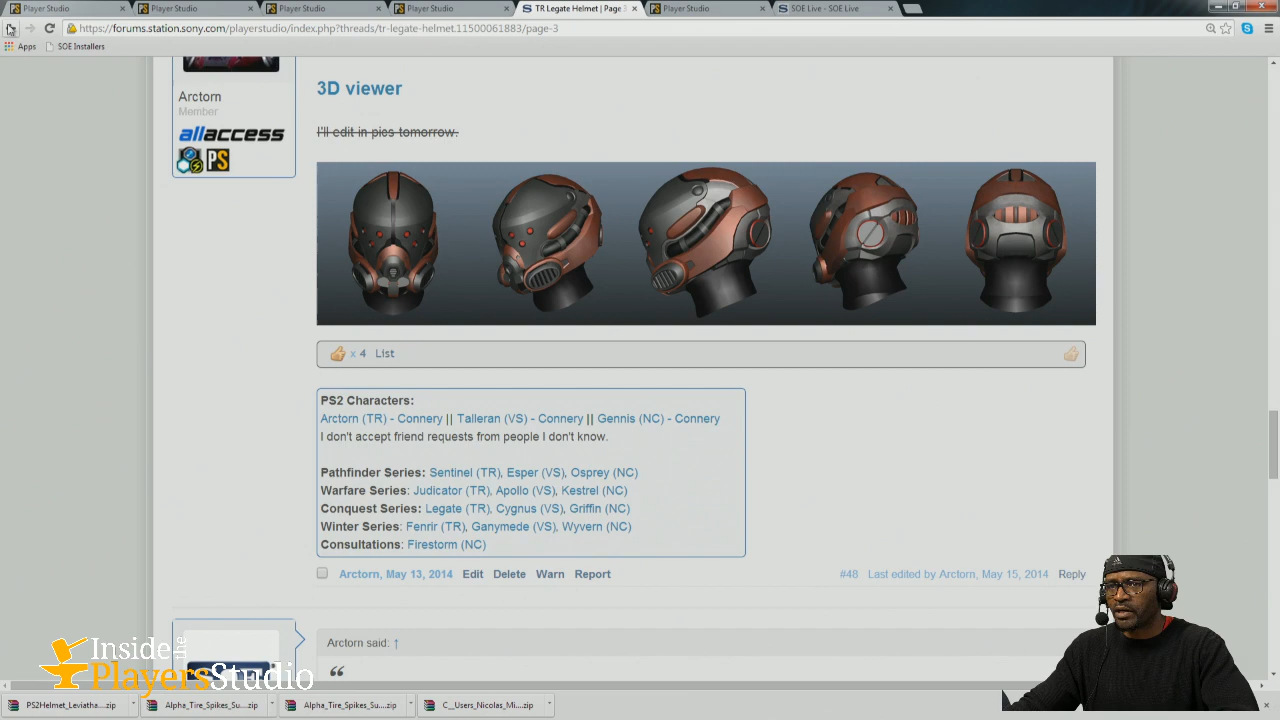 Player Studio
Player Studio
Player Studio
Player Studio
TR Legate Helmet | Page 3
Player Studio
SOE Live - SOE Live
https://forums.station.sony.com/playerstudio/index.php?threads/tr-legate-helmet.11500061883/page-3
Apps SOE Installers
3D viewer
Arctorn
Member
I'll edit in pics tomorrow.
allaccess
PS
x 4 List
PS2 Characters:
Arctorn (TR) - Connery || Talleran (VS) - Connery || Gennis (NC) - Connery
I don't accept friend requests from people I don't know.
Pathfinder Series: Sentinel (TR), Esper (VS), Osprey (NC)
Warfare Series: Judicator (TR), Apollo (VS), Kestrel (NC)
Conquest Series: Legate (TR), Cygnus (VS), Griffin (NC)
Winter Series: Fenrir (TR), Ganymede (VS), Wyvern (NC)
Consultations: Firestorm (NC)
Arctorn, May 13, 2014 Edit Delete Warn Report #48 Last edited by Arctorn, May 15, 2014 Reply
Arctorn said: ↑
Inside the
Players Studio
PS2Helmet_Leviatha....zip
Alpha_Tire_Spikes_Su....zip
Alpha_Tire_Spikes_Su....zip
C__Users_Nicolas_Mi....zip